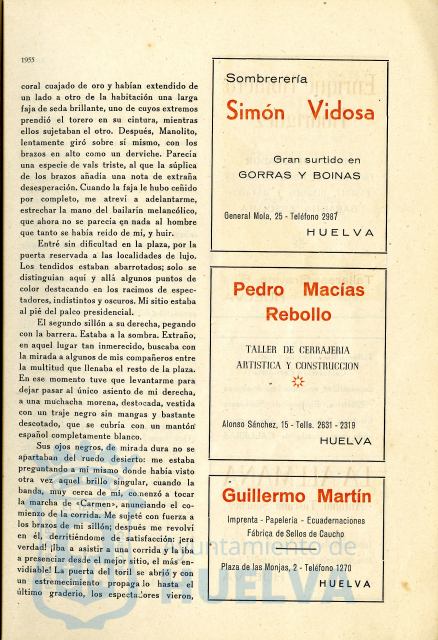 1955
coral cuajado de oro y habían extendido de
un lado a otro de la habitación una larga
faja de seda brillante, uno de cuyos extremos
prendió el torero en su cintura, mientras
ellos sujetaban el otro. Después, Manolito,
lentamente giró sobre sí mismo, con los
brazos en alto como un derviche. Parecía
una especie de vals triste, al que la súplica
de los brazos añadía una nota de extraña
desesperación. Cuando la faja le hubo ceñido
por completo, me atreví a adelantarme,
estrechar la mano del bailarín melancólico,
que ahora no se parecía en nada al hombre
que tanto se había reído de mí, y huir.
Entré sin dificultad en la plaza, por la
puerta reservada a las localidades de lujo.
Los tendidos estaban abarrotados; solo se
distinguian aquí y allá algunos puntos de
color destacando en los racimos de espec-
tadores, indistintos y oscuros. Mi sitio estaba
al pié del palco presidencial.
El segundo sillón a su derecha, pegando
con la barrera. Estaba a la sombra. Extraño,
en aquel lugar tan inmerecido, buscaba con
la mirada a algunos de mis compañeros entre
la multitud que llenaba el resto de la plaza.
En ese momento tuve que levantarme para
dejar pasar al único asiento de mi derecha,
a una muchacha morena, destocada, vestida
con un traje negro sin mangas y bastante
descotado, que se cubría con un mantón
español completamente blanco.
Sus ojos negros, de mirada dura no se
apartaban del ruedo desierto: me estaba
preguntando a mi mismo donde había visto
otra vez aquel brillo singular, cuando la
banda, muy cerca de mi, comenzó a tocar
la marcha de «Carmen», anunciando el co-
mienzo de la corrida. Me sujeté con fuerza a
los brazos de mi sillón; después me revolví
en él, derritiéndome de satisfacción: ¡era
verdad! ¡Iba a asistir a una corrida y la iba
a presenciar desde el mejor sitio, el más en-
vidiable! La puerta del toril se abrió y con
un estremecimiento propagalo hasta el
último graderío, los espectadores vieron,
Sombrerería
Simón Vidosa
Gran surtido en
GORRAS Y BOINAS
General Mola, 25 - Teléfono 2987
HUELVA
Pedro Macías
Rebollo
TALLER DE CERRAJERIA
ARTISTICA Y CONSTRUCCION
Alonso Sánchez, 15 - Telfs. 2631 - 2319
HUELVA
Guillermo Martín
Imprenta - Papelería - Ecuadernaciones
Fábrica de Sellos de Caucho
Plaza de las Monjas, 2 - Teléfono 1270
HUELVA
Ayuntamiento de
HUELVA